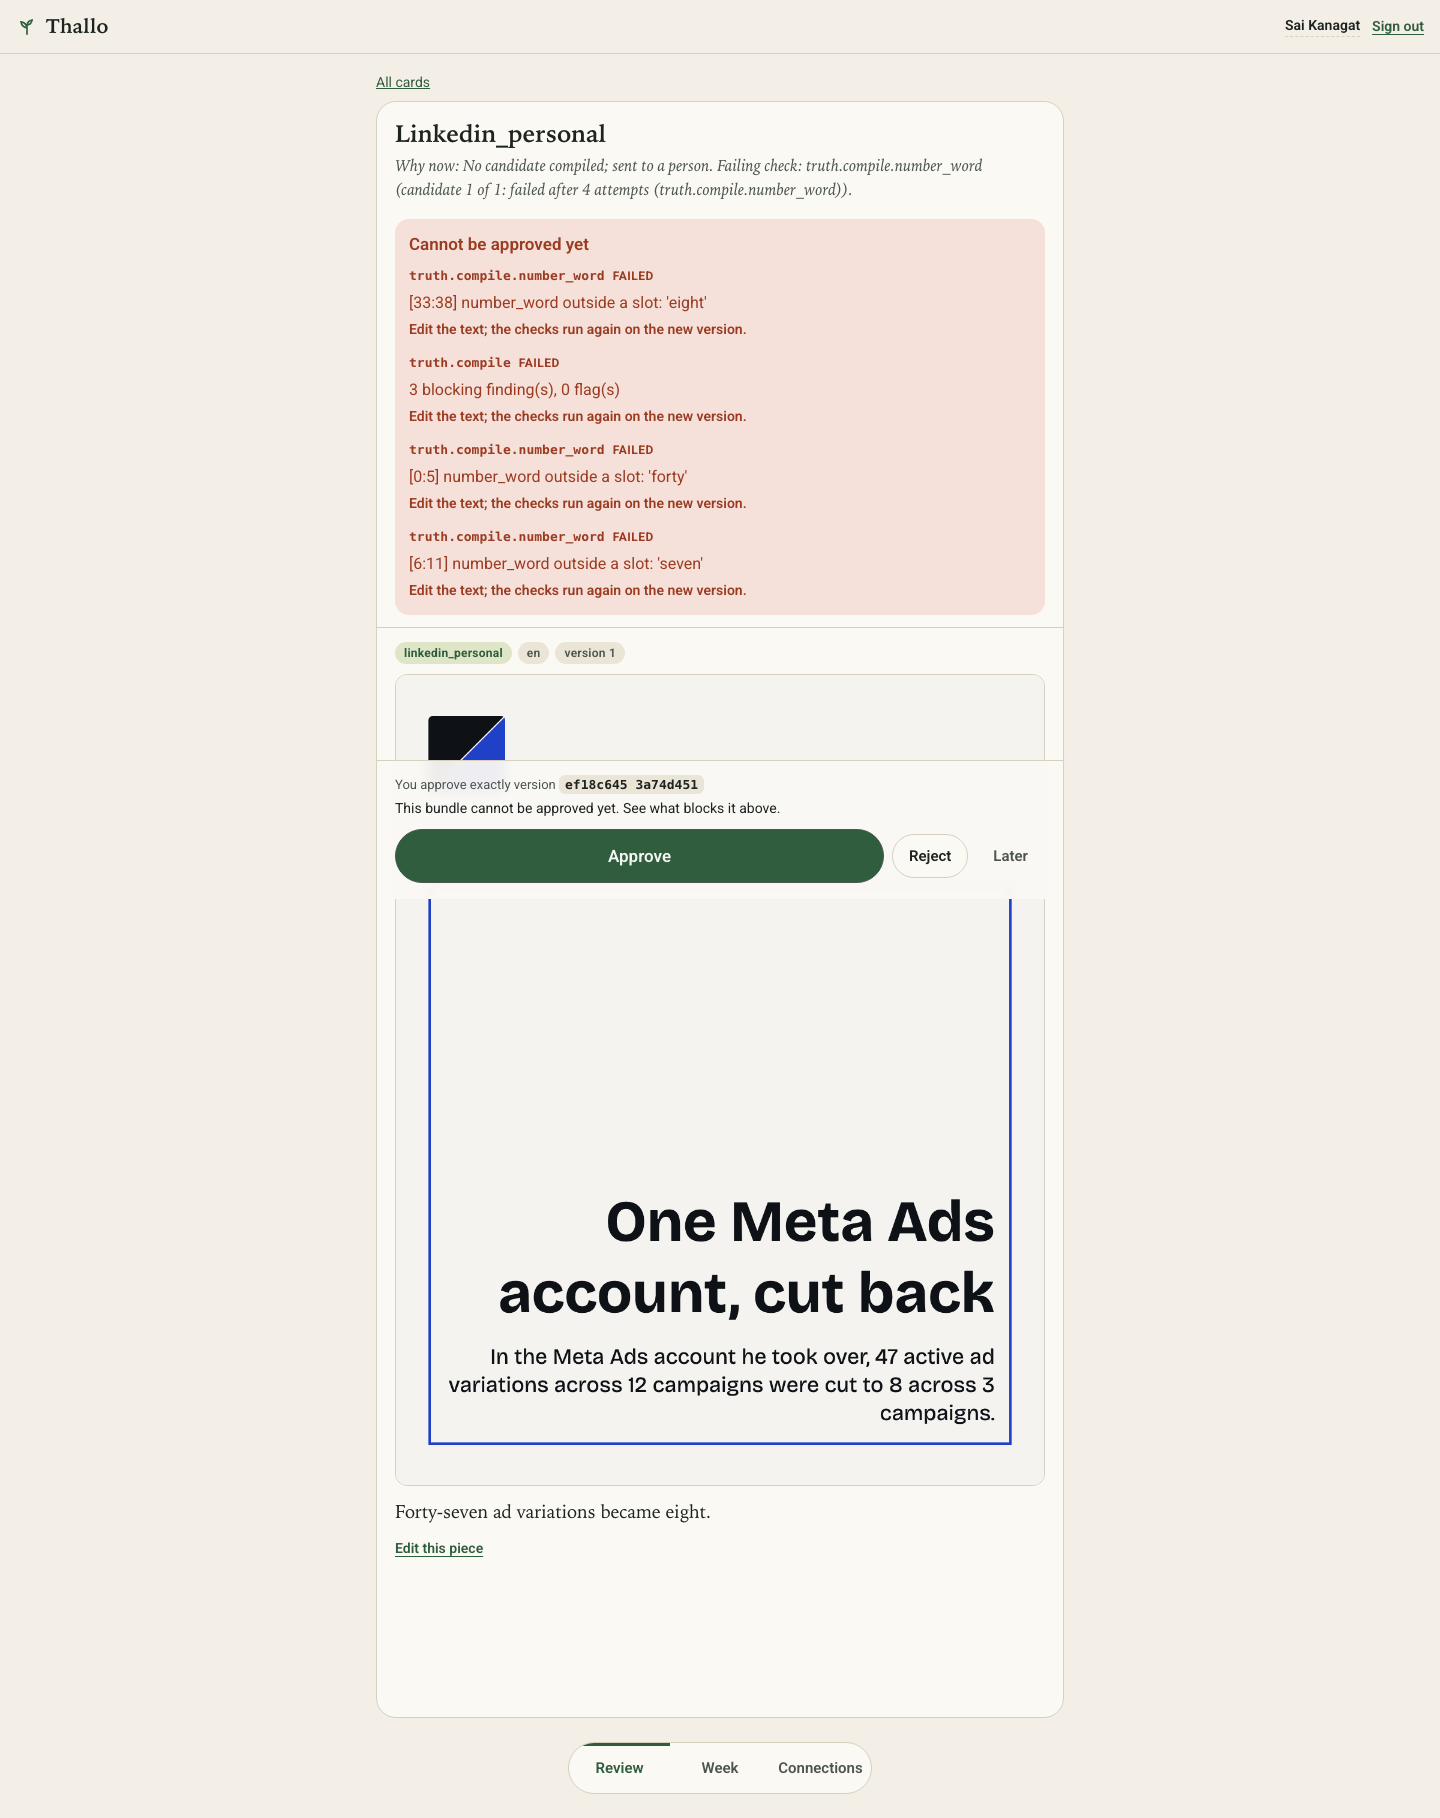 Thallo
Sai Kanagat
Sign out
All cards
Linkedin_personal
Why now: No candidate compiled; sent to a person. Failing check: truth.compile.number_word
(candidate 1 of 1: failed after 4 attempts (truth.compile.number_word)).
Cannot be approved yet
truth.compile.number_word FAILED
[33:38] number_word outside a slot: 'eight'
Edit the text; the checks run again on the new version.
truth.compile FAILED
3 blocking finding(s), 0 flag(s)
Edit the text; the checks run again on the new version.
truth.compile.number_word FAILED
[0:5] number_word outside a slot: 'forty'
Edit the text; the checks run again on the new version.
truth.compile.number_word FAILED
[6:11] number_word outside a slot: 'seven'
Edit the text; the checks run again on the new version.
linkedin_personal
en
version 1
You approve exactly version ef18c645 3a74d451
This bundle cannot be approved yet. See what blocks it above.
Approve
Reject
Later
One Meta Ads
account, cut back
In the Meta Ads account he took over, 47 active ad
variations across 12 campaigns were cut to 8 across 3
campaigns.
Forty-seven ad variations became eight.
Edit this piece
Review
Week
Connections